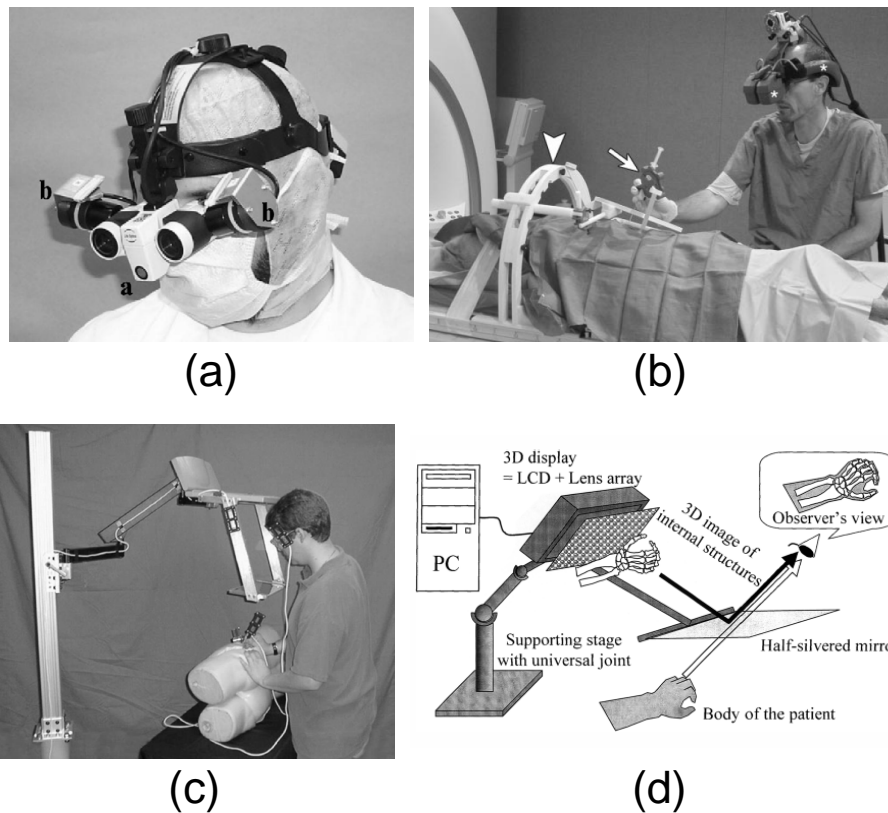 b
b
a
(a)
(b)
3D display
= LCD + Lens array
PC
3D image of
internal structures
Observer's view
Supporting stage
with universal joint
Half-silvered mirro
Body of the patient
(c)
(d)